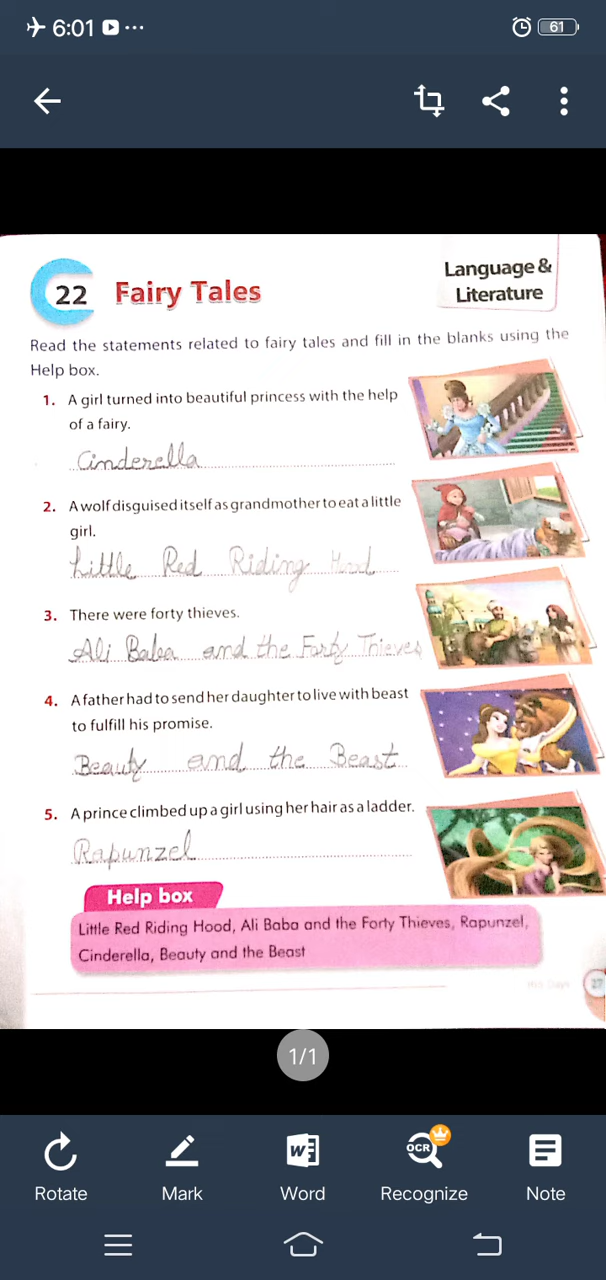 6:01
61
22 Fairy Tales
Language &
Literature
Read the statements related to fairy tales and fill in the blanks using the
Help box.
1. A girl turned into beautiful princess with the help
of a fairy.
Cinderella
2. A wolf disguised itself as grandmother to eat a little
girl.
Little Red Riding Hood
3. There were forty thieves.
Ali Baba and the Forty Thieves
4. A father had to send her daughter to live with beast
to fulfill his promise.
Beauty and the Beast
5. A prince climbed up a girl using her hair as a ladder.
Rapunzel
Help box
Little Red Riding Hood, Ali Baba and the Forty Thieves, Rapunzel,
Cinderella, Beauty and the Beast
27
1/1
W
OCR
Rotate Mark Word Recognize Note